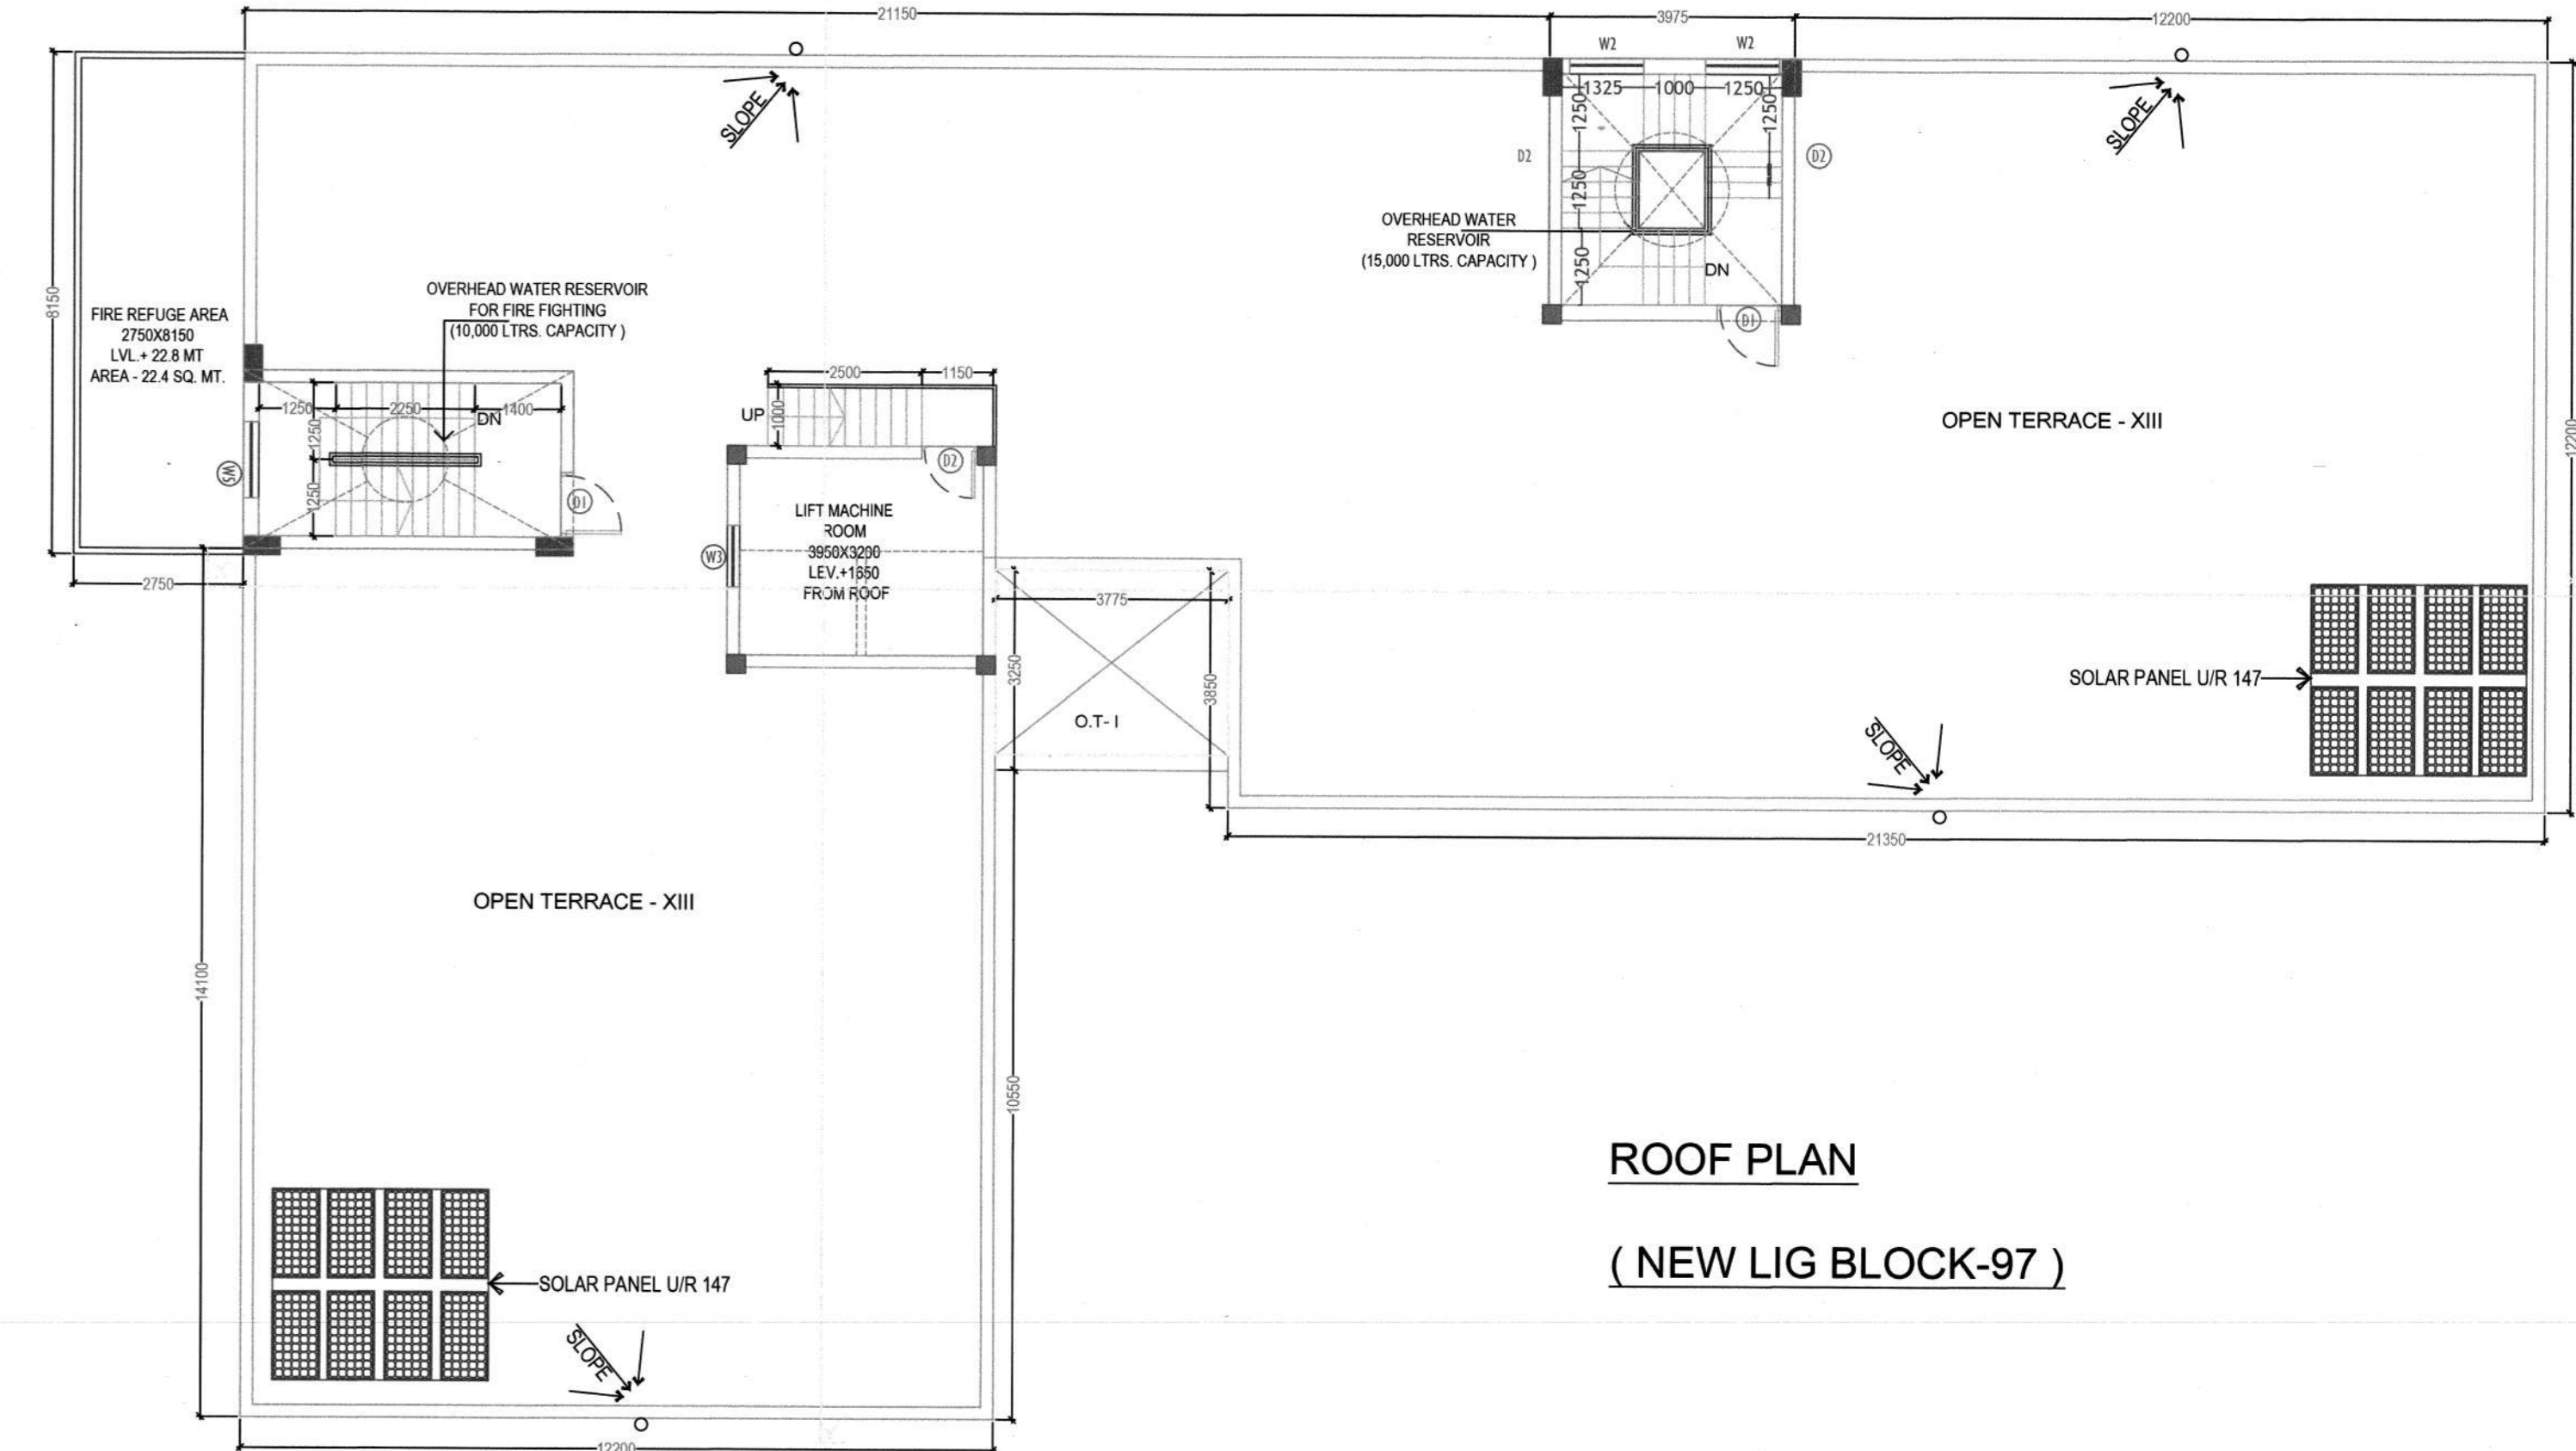 21150
3975
12200
W2
W2
SLOPE
SLOPE
1325
1000
1250
1250
1250
D2
D2
1250
OVERHEAD WATER
RESERVOIR
(15,000 LTRS. CAPACITY )
1250
DN
D1
8150
FIRE REFUGE AREA
2750X8150
LVL.+ 22.8 MT
AREA - 22.4 SQ. MT.
OVERHEAD WATER RESERVOIR
FOR FIRE FIGHTING
(10,000 LTRS. CAPACITY )
2500
1150
1250
2250
1400
DN
UP
1000
1250
1250
W5
D1
D2
OPEN TERRACE - XIII
12200
LIFT MACHINE
ROOM
3950X3200
LEV.+1650
FROM ROOF
W3
2750
3775
3250
3850
O.T- I
SOLAR PANEL U/R 147
SLOPE
21350
OPEN TERRACE - XIII
14100
10550
ROOF PLAN
( NEW LIG BLOCK-97 )
SOLAR PANEL U/R 147
SLOPE
12200